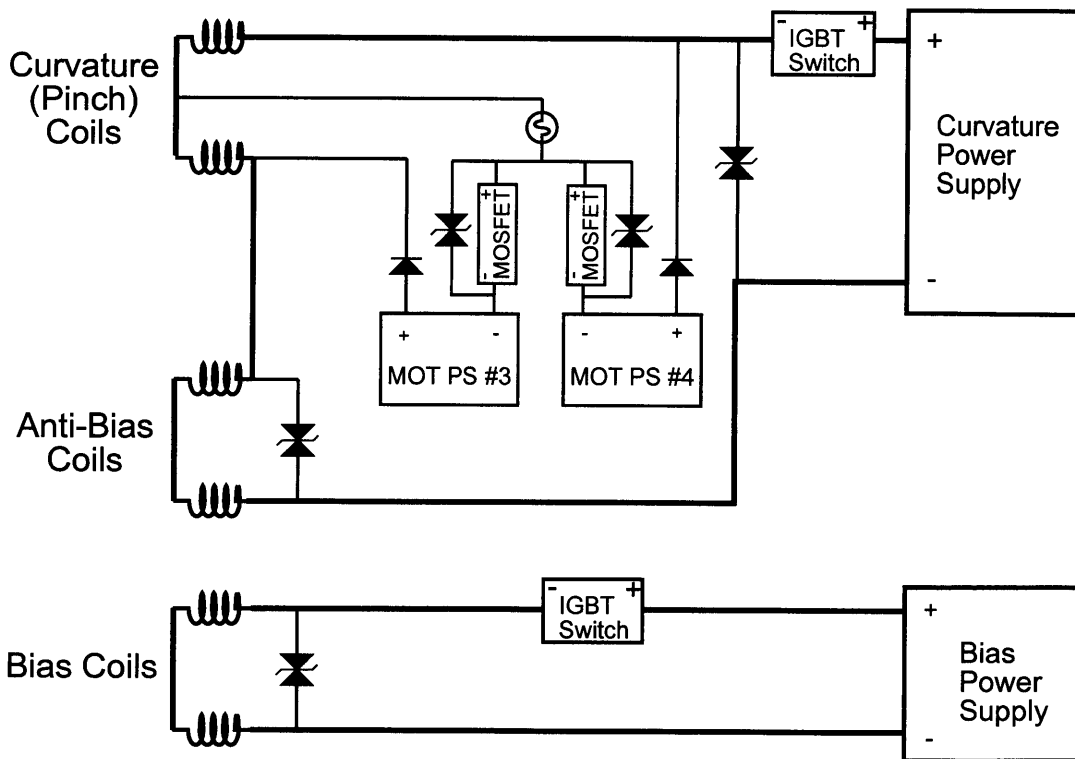 Curvature
(Pinch)
Coils
- +
IGBT
Switch
+
Curvature
Power
Supply
-
+
MOSFET
-
+
MOSFET
-
+ -
MOT PS #3
- +
MOT PS #4
Anti-Bias
Coils
- +
IGBT
Switch
Bias Coils
+
Bias
Power
Supply
-